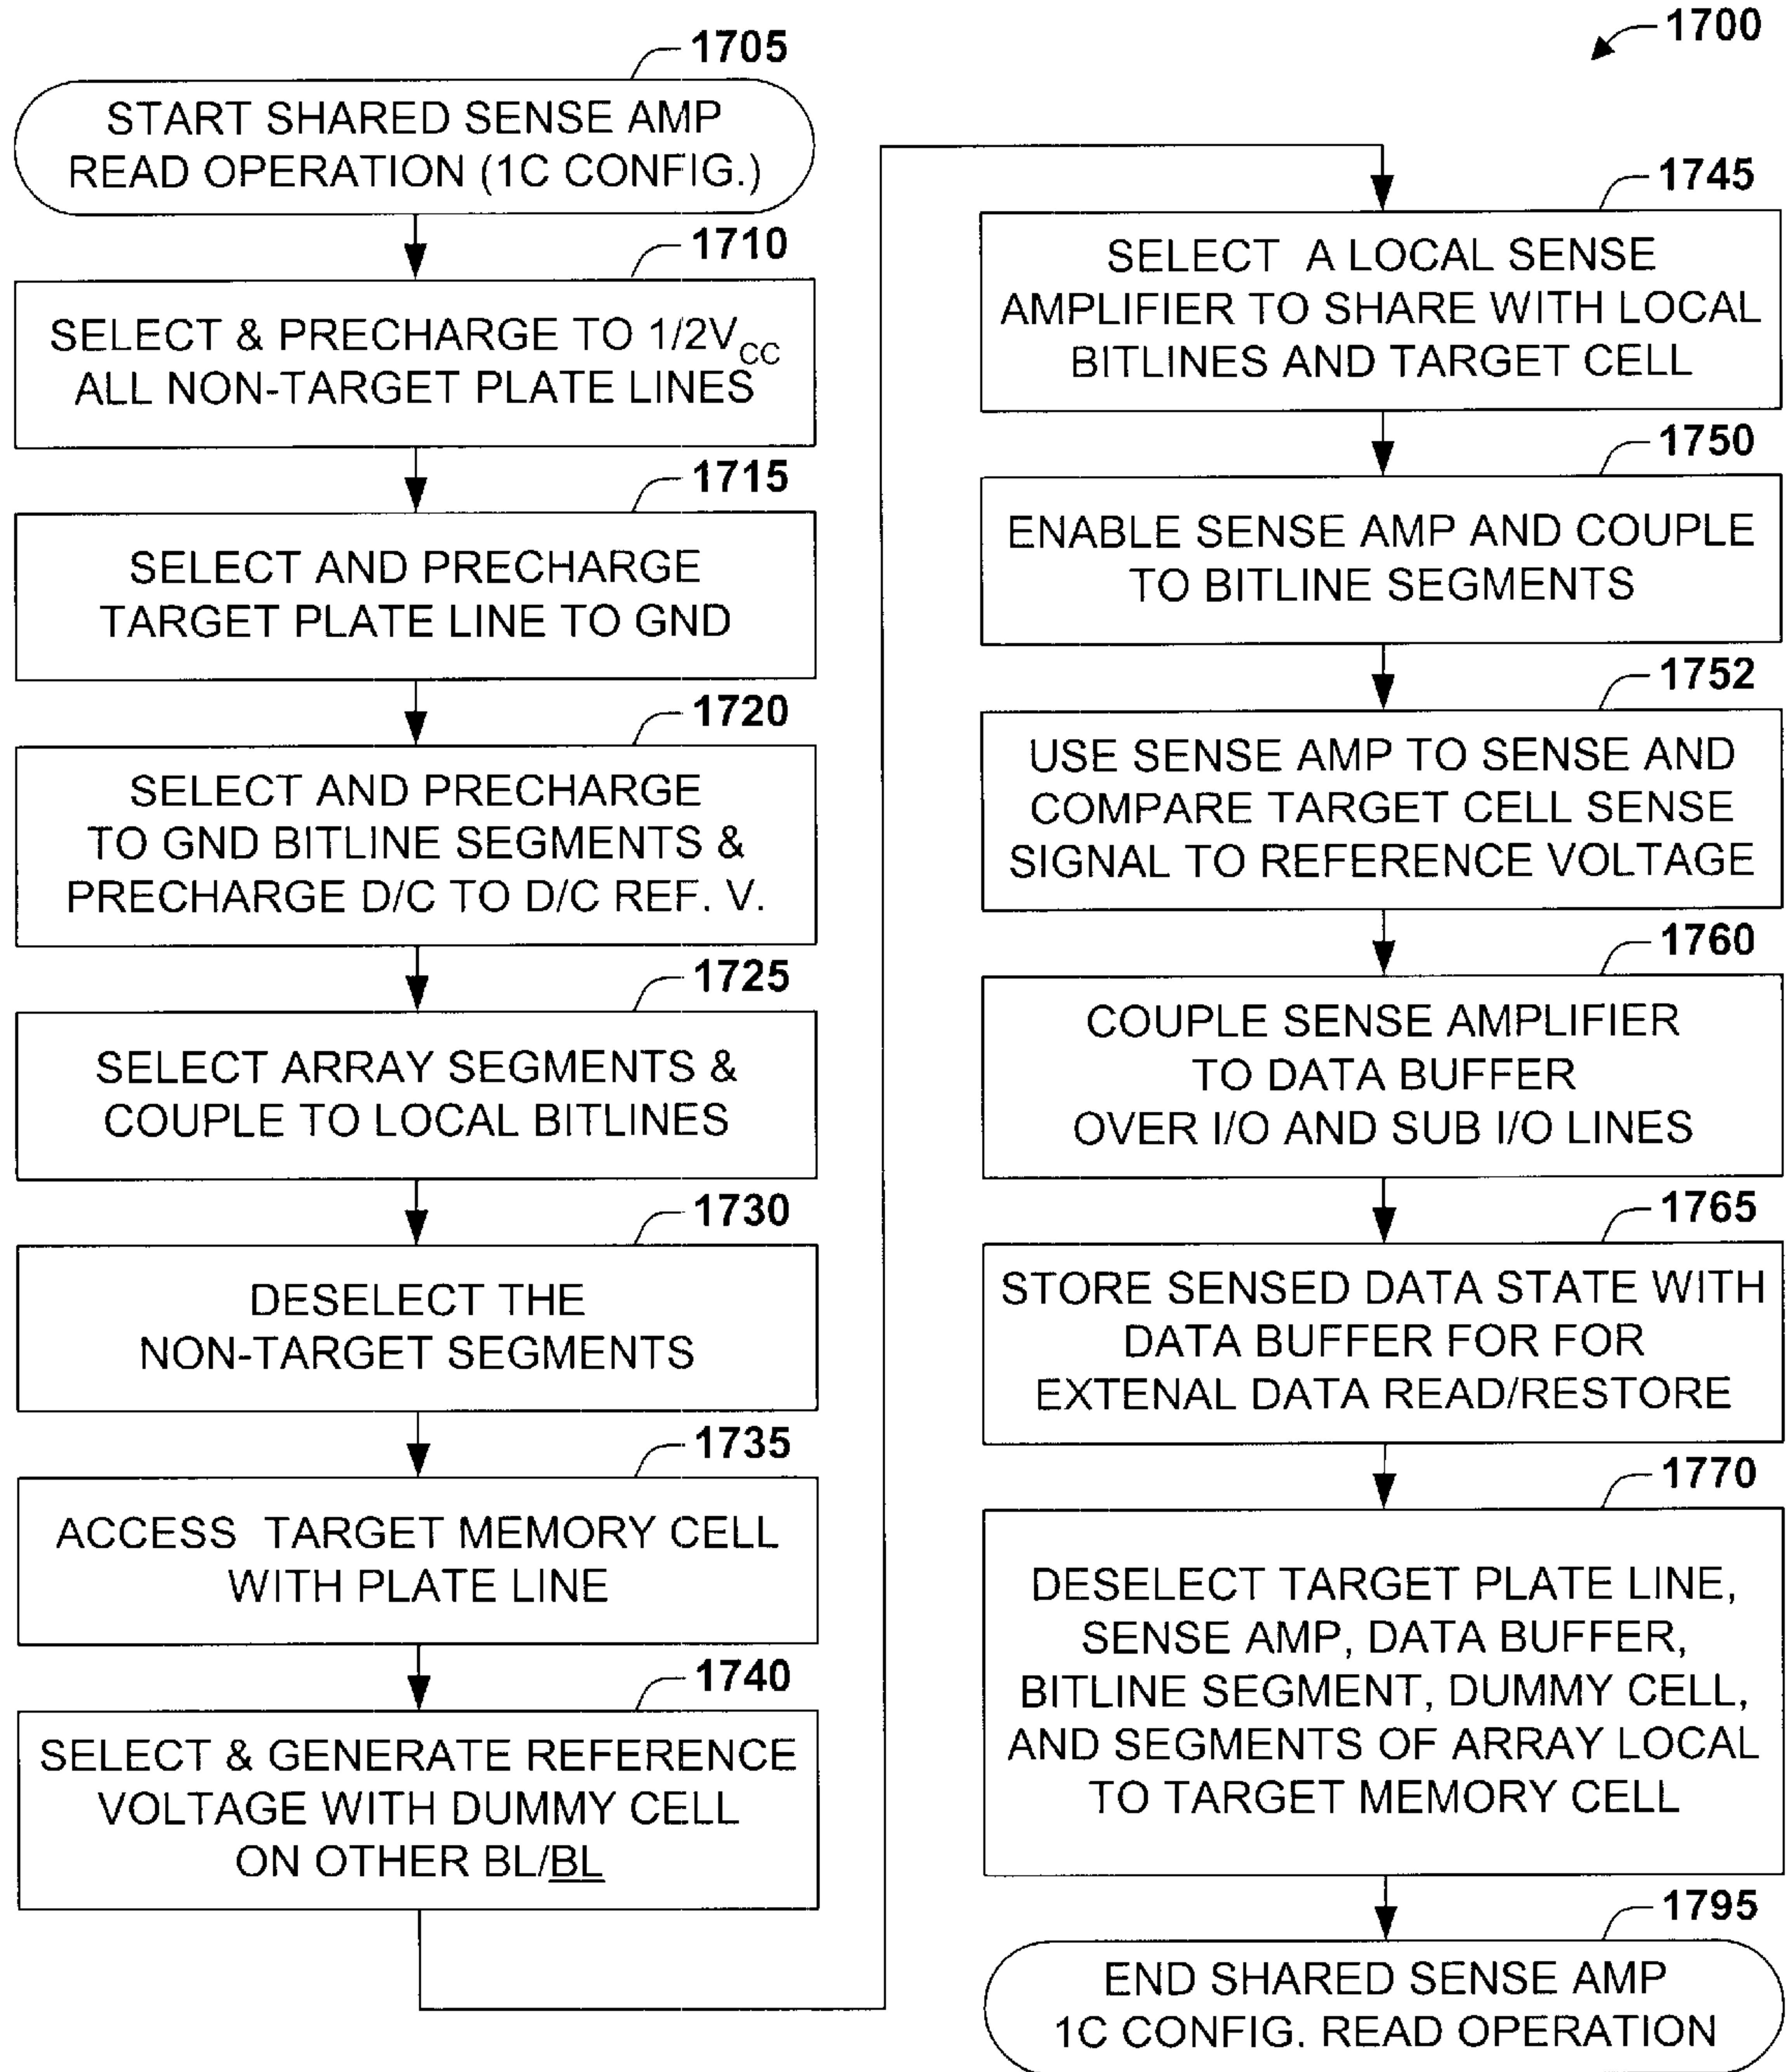 1700
1705
START SHARED SENSE AMP
READ OPERATION (1C CONFIG.)
1710
SELECT & PRECHARGE TO 1/2VCC
ALL NON-TARGET PLATE LINES
1715
SELECT AND PRECHARGE
TARGET PLATE LINE TO GND
1720
SELECT AND PRECHARGE
TO GND BITLINE SEGMENTS &
PRECHARGE D/C TO D/C REF. V.
1725
SELECT ARRAY SEGMENTS &
COUPLE TO LOCAL BITLINES
1730
DESELECT THE
NON-TARGET SEGMENTS
1735
ACCESS TARGET MEMORY CELL
WITH PLATE LINE
1740
SELECT & GENERATE REFERENCE
VOLTAGE WITH DUMMY CELL
ON OTHER BL/BL
1745
SELECT A LOCAL SENSE
AMPLIFIER TO SHARE WITH LOCAL
BITLINES AND TARGET CELL
1750
ENABLE SENSE AMP AND COUPLE
TO BITLINE SEGMENTS
1752
USE SENSE AMP TO SENSE AND
COMPARE TARGET CELL SENSE
SIGNAL TO REFERENCE VOLTAGE
1760
COUPLE SENSE AMPLIFIER
TO DATA BUFFER
OVER I/O AND SUB I/O LINES
1765
STORE SENSED DATA STATE WITH
DATA BUFFER FOR FOR
EXTENAL DATA READ/RESTORE
1770
DESELECT TARGET PLATE LINE,
SENSE AMP, DATA BUFFER,
BITLINE SEGMENT, DUMMY CELL,
AND SEGMENTS OF ARRAY LOCAL
TO TARGET MEMORY CELL
1795
END SHARED SENSE AMP
1C CONFIG. READ OPERATION